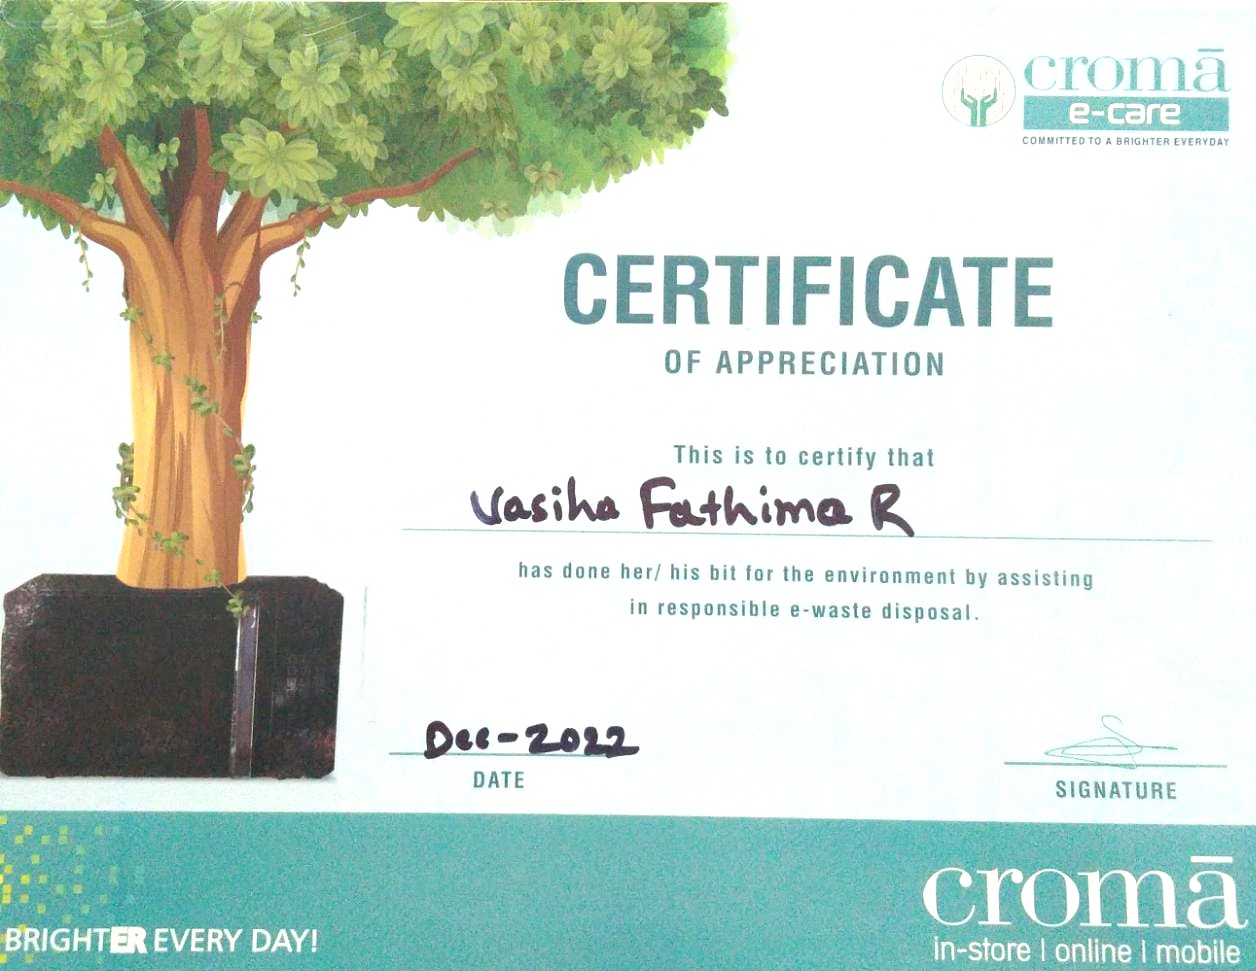 cromā
e-care
COMMITTED TO A BRIGHTER EVERYDAY
CERTIFICATE
OF APPRECIATION
This is to certify that
Vasiha Fathima R
has done her/ his bit for the environment by assisting
in responsible e-waste disposal.
Dec-2022
DATE
SIGNATURE
BRIGHTER EVERY DAY!
cromā
in-store | online | mobile